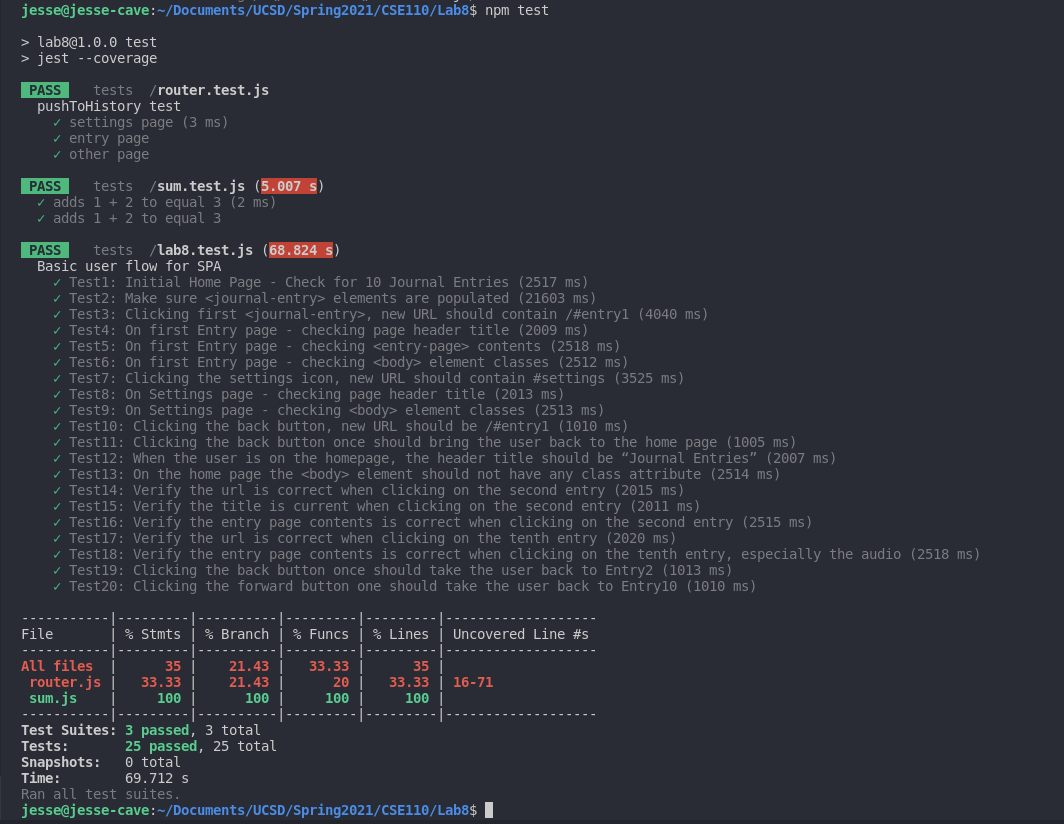 jesse@jesse-cave:~/Documents/UCSD/Spring2021/CSE110/Lab8$ npm test
> lab8@1.0.0 test
> jest --coverage
PASS   tests  /router.test.js
  pushToHistory test
    ✓ settings page (3 ms)
    ✓ entry page
    ✓ other page
PASS   tests  /sum.test.js (5.007 s)
  ✓ adds 1 + 2 to equal 3 (2 ms)
  ✓ adds 1 + 2 to equal 3
PASS   tests  /lab8.test.js (68.824 s)
  Basic user flow for SPA
    ✓ Test1: Initial Home Page - Check for 10 Journal Entries (2517 ms)
    ✓ Test2: Make sure <journal-entry> elements are populated (21603 ms)
    ✓ Test3: Clicking first <journal-entry>, new URL should contain /#entry1 (4040 ms)
    ✓ Test4: On first Entry page - checking page header title (2009 ms)
    ✓ Test5: On first Entry page - checking <entry-page> contents (2518 ms)
    ✓ Test6: On first Entry page - checking <body> element classes (2512 ms)
    ✓ Test7: Clicking the settings icon, new URL should contain #settings (3525 ms)
    ✓ Test8: On Settings page - checking page header title (2013 ms)
    ✓ Test9: On Settings page - checking <body> element classes (2513 ms)
    ✓ Test10: Clicking the back button, new URL should be /#entry1 (1010 ms)
    ✓ Test11: Clicking the back button once should bring the user back to the home page (1005 ms)
    ✓ Test12: When the user is on the homepage, the header title should be “Journal Entries” (2007 ms)
    ✓ Test13: On the home page the <body> element should not have any class attribute (2514 ms)
    ✓ Test14: Verify the url is correct when clicking on the second entry (2015 ms)
    ✓ Test15: Verify the title is current when clicking on the second entry (2011 ms)
    ✓ Test16: Verify the entry page contents is correct when clicking on the second entry (2515 ms)
    ✓ Test17: Verify the url is correct when clicking on the tenth entry (2020 ms)
    ✓ Test18: Verify the entry page contents is correct when clicking on the tenth entry, especially the audio (2518 ms)
    ✓ Test19: Clicking the back button once should take the user back to Entry2 (1013 ms)
    ✓ Test20: Clicking the forward button one should take the user back to Entry10 (1010 ms)
-----------|---------|----------|---------|---------|-------------------
File       | % Stmts | % Branch | % Funcs | % Lines | Uncovered Line #s
-----------|---------|----------|---------|---------|-------------------
All files  |      35 |    21.43 |   33.33 |      35 |
 router.js |   33.33 |    21.43 |      20 |   33.33 | 16-71
 sum.js    |     100 |      100 |     100 |     100 |
-----------|---------|----------|---------|---------|-------------------
Test Suites: 3 passed, 3 total
Tests:       25 passed, 25 total
Snapshots:   0 total
Time:        69.712 s
Ran all test suites.
jesse@jesse-cave:~/Documents/UCSD/Spring2021/CSE110/Lab8$